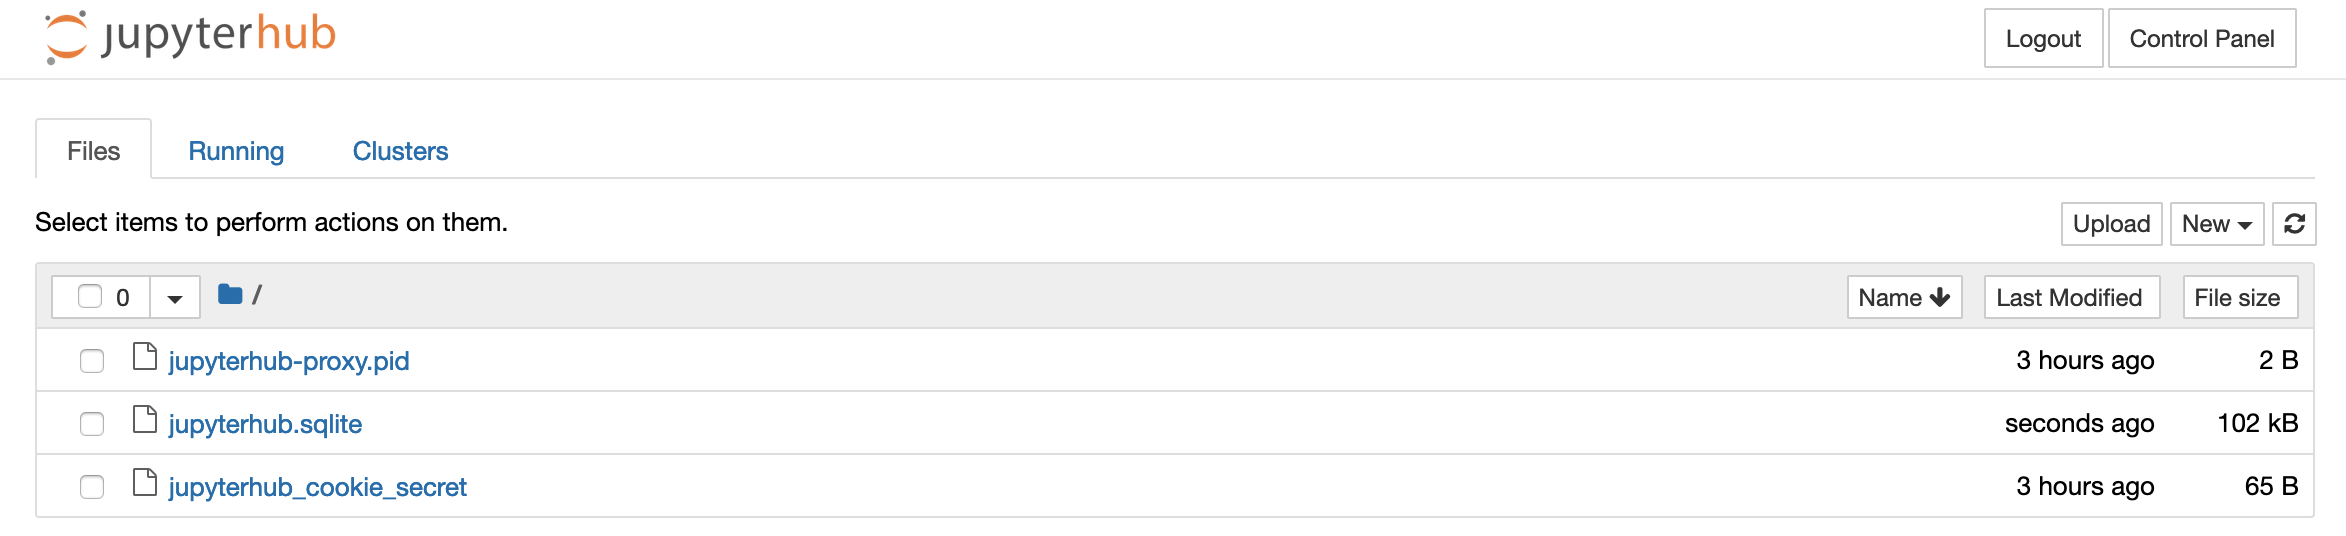 jupyterhub Logout Control Panel
Files Running Clusters
Select items to perform actions on them. Upload New
0 / Name Last Modified File size
jupyterhub-proxy.pid 3 hours ago 2 B
jupyterhub.sqlite seconds ago 102 kB
jupyterhub_cookie_secret 3 hours ago 65 B